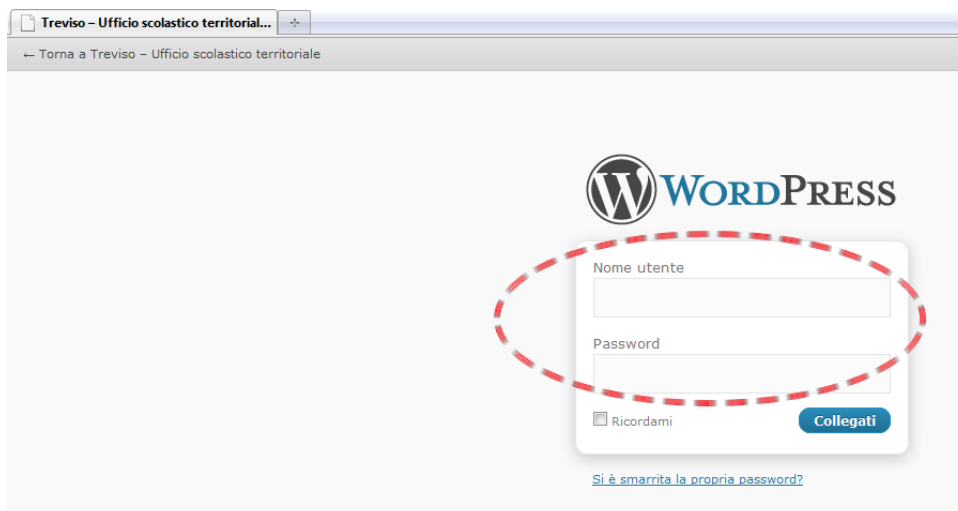 Treviso – Ufficio scolastico territorial...
← Torna a Treviso – Ufficio scolastico territoriale
WORDPRESS
Nome utente
Password
Ricordami
Collegati
Si è smarrita la propria password?